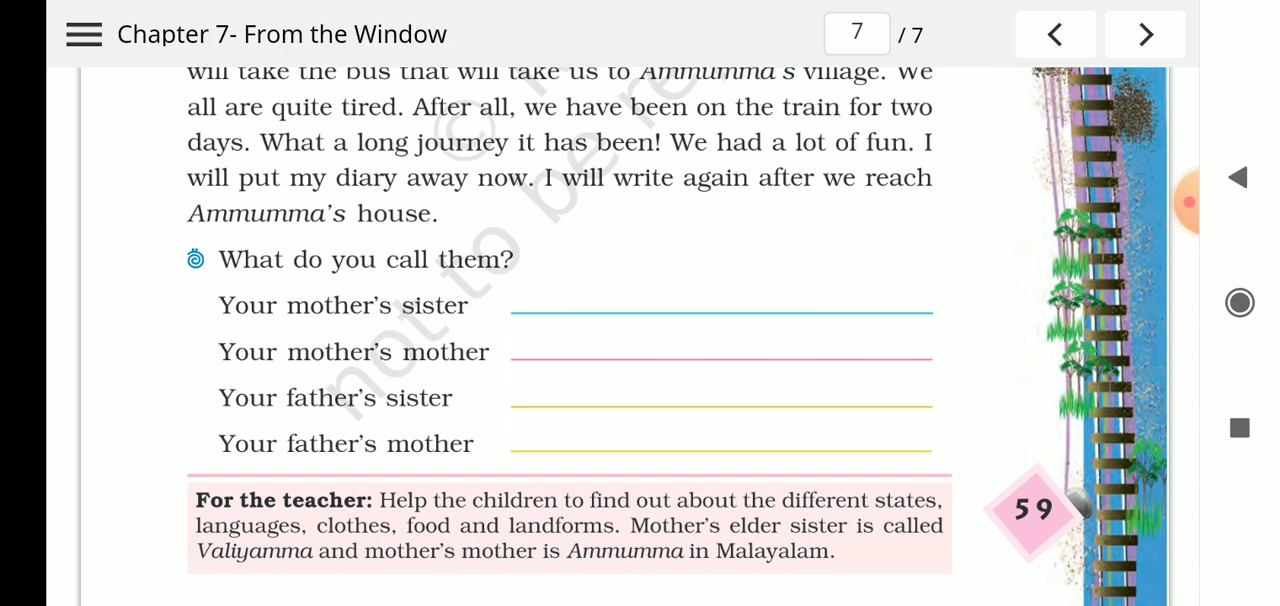 Chapter 7- From the Window
7 / 7
will take the bus that will take us to Ammumma's village. We
all are quite tired. After all, we have been on the train for two
days. What a long journey it has been! We had a lot of fun. I
will put my diary away now. I will write again after we reach
Ammumma's house.
What do you call them?
Your mother's sister
Your mother's mother
Your father's sister
Your father's mother
For the teacher: Help the children to find out about the different states,
languages, clothes, food and landforms. Mother's elder sister is called
Valiyamma and mother's mother is Ammumma in Malayalam.
59
©
not to be re